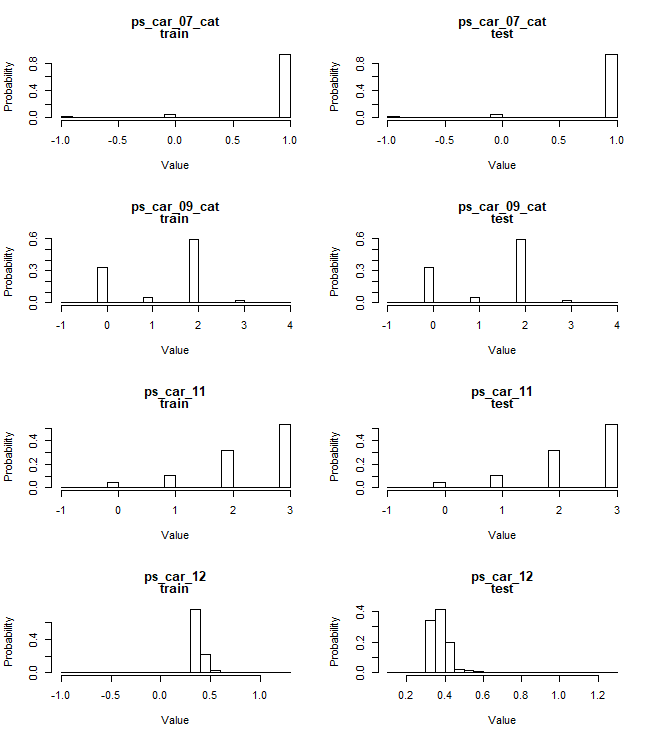 ps_car_07_cat
train
Probability
0.0 0.4 0.8
-1.0 -0.5 0.0 0.5 1.0
Value
ps_car_07_cat
test
Probability
0.0 0.4 0.8
-1.0 -0.5 0.0 0.5 1.0
Value
ps_car_09_cat
train
Probability
0.0 0.3 0.6
-1 0 1 2 3 4
Value
ps_car_09_cat
test
Probability
0.0 0.3 0.6
-1 0 1 2 3 4
Value
ps_car_11
train
Probability
0.0 0.2 0.4
-1 0 1 2 3
Value
ps_car_11
test
Probability
0.0 0.2 0.4
-1 0 1 2 3
Value
ps_car_12
train
Probability
0.0 0.4
-1.0 -0.5 0.0 0.5 1.0
Value
ps_car_12
test
Probability
0.0 0.2 0.4
0.2 0.4 0.6 0.8 1.0 1.2
Value